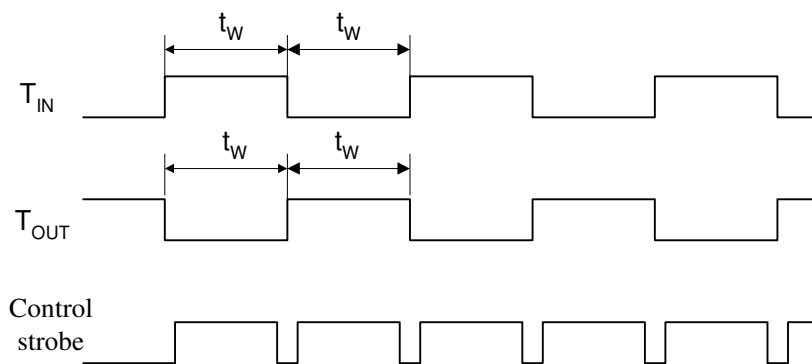 t_W t_W
T_IN
t_W t_W
T_OUT
Control
strobe